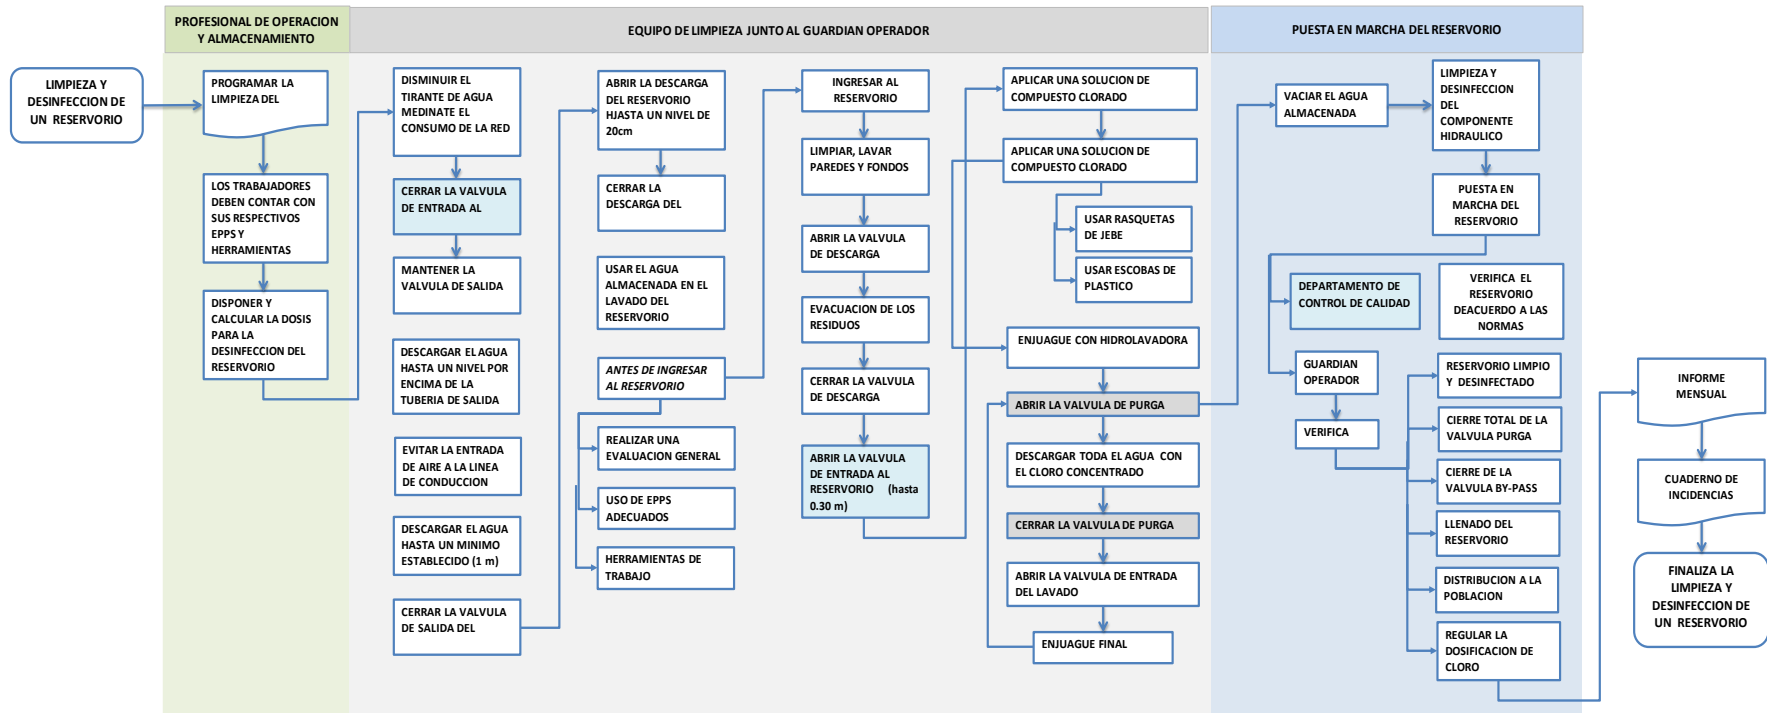 PROFESIONAL DE OPERACION
Y ALMACENAMIENTO
EQUIPO DE LIMPIEZA JUNTO AL GUARDIAN OPERADOR
PUESTA EN MARCHA DEL RESERVORIO
LIMPIEZA Y
DESINFECCION DE
UN RESERVORIO
PROGRAMAR LA
LIMPIEZA DEL
LOS TRABAJADORES
DEBEN CONTAR CON
SUS RESPECTIVOS
EPPS Y
HERRAMIENTAS
DISPONER Y
CALCULAR LA DOSIS
PARA LA
DESINFECCION DEL
RESERVORIO
DISMINUIR EL
TIRANTE DE AGUA
MEDINATE EL
CONSUMO DE LA RED
CERRAR LA VALVULA
DE ENTRADA AL
MANTENER LA
VALVULA DE SALIDA
DESCARGAR EL AGUA
HASTA UN NIVEL POR
ENCIMA DE LA
TUBERIA DE SALIDA
EVITAR LA ENTRADA
DE AIRE A LA LINEA
DE CONDUCCION
DESCARGAR EL AGUA
HASTA UN MINIMO
ESTABLECIDO (1 m)
CERRAR LA VALVULA
DE SALIDA DEL
ABRIR LA DESCARGA
DEL RESERVORIO
HJASTA UN NIVEL DE
20cm
CERRAR LA
DESCARGA DEL
USAR EL AGUA
ALMACENADA EN EL
LAVADO DEL
RESERVORIO
ANTES DE INGRESAR
AL RESERVORIO
REALIZAR UNA
EVALUACION GENERAL
USO DE EPPS
ADECUADOS
HERRAMIENTAS DE
TRABAJO
INGRESAR AL
RESERVORIO
LIMPIAR, LAVAR
PAREDES Y FONDOS
ABRIR LA VALVULA
DE DESCARGA
EVACUACION DE LOS
RESIDUOS
CERRAR LA VALVULA
DE DESCARGA
ABRIR LA VALVULA
DE ENTRADA AL
RESERVORIO (hasta
0.30 m)
APLICAR UNA SOLUCION DE
COMPUESTO CLORADO
APLICAR UNA SOLUCION DE
COMPUESTO CLORADO
USAR RASQUETAS
DE JEBE
USAR ESCOBAS DE
PLASTICO
ENJUAGUE CON HIDROLAVADORA
ABRIR LA VALVULA DE PURGA
DESCARGAR TODA EL AGUA CON
EL CLORO CONCENTRADO
CERRAR LA VALVULA DE PURGA
ABRIR LA VALVULA DE ENTRADA
DEL LAVADO
ENJUAGUE FINAL
VACIAR EL AGUA
ALMACENADA
LIMPIEZA Y
DESINFECCION
DEL
COMPONENTE
HIDRAULICO
PUESTA EN
MARCHA DEL
RESERVORIO
DEPARTAMENTO DE
CONTROL DE CALIDAD
VERIFICA EL
RESERVORIO
DEACUERDO A LAS
NORMAS
GUARDIAN
OPERADOR
VERIFICA
RESERVORIO LIMPIO
Y DESINFECTADO
CIERRE TOTAL DE LA
VALVULA PURGA
CIERRE DE LA
VALVULA BY-PASS
LLENADO DEL
RESERVORIO
DISTRIBUCION A LA
POBLACION
REGULAR LA
DOSIFICACION DE
CLORO
INFORME
MENSUAL
CUADERNO DE
INCIDENCIAS
FINALIZA LA
LIMPIEZA Y
DESINFECCION DE
UN RESERVORIO